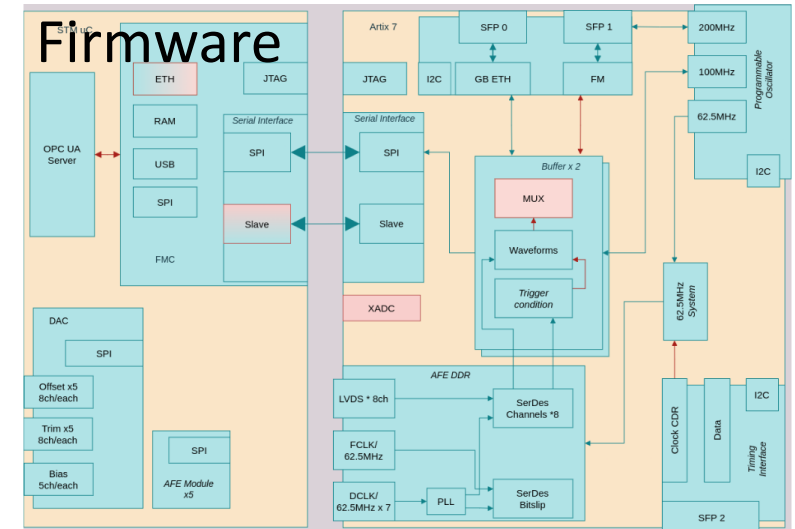 Firmware
STM uC
Artix 7
SFP 0
SFP 1
200MHz
100MHz
62.5MHz
Programmable
Oscillator
I2C
ETH
JTAG
JTAG
I2C
GB ETH
FM
RAM
USB
SPI
FMC
OPC UA
Server
Serial Interface
SPI
Slave
Serial Interface
SPI
Slave
Buffer x 2
MUX
Waveforms
Trigger
condition
XADC
62.5MHz
System
DAC
SPI
Offset x5
8ch/each
Trim x5
8ch/each
Bias
5ch/each
SPI
AFE Module
x5
AFE DDR
LVDS * 8ch
FCLK/
62.5MHz
DCLK/
62.5MHz x 7
PLL
SerDes
Channels *8
SerDes
Bitslip
Clock CDR
Data
I2C
Timing
Interface
SFP 2